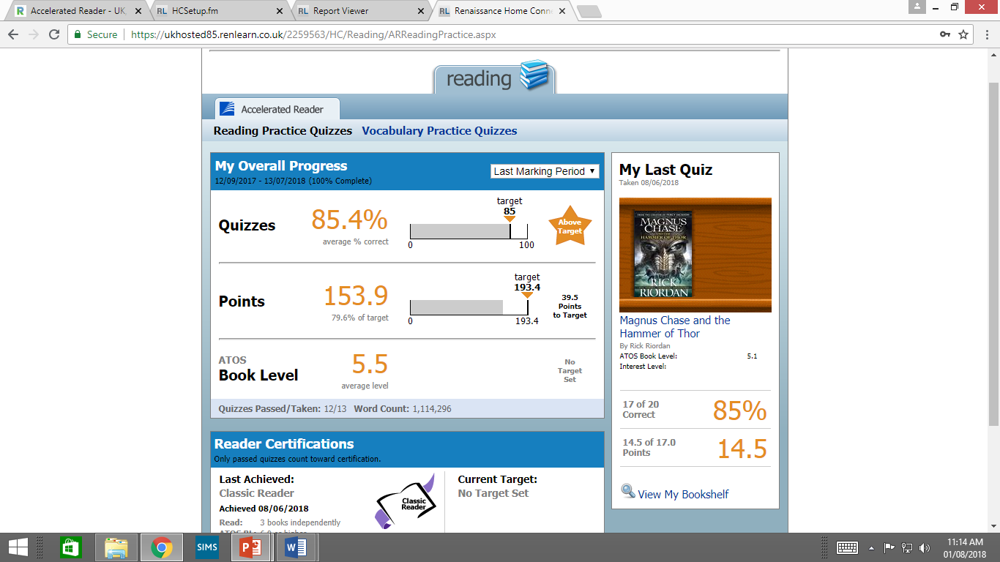 Accelerated Reader - UK
HCSetup.fm
Report Viewer
Renaissance Home Conn
Secure
https://ukhosted85.renlearn.co.uk/2259563/HC/Reading/ARReadingPractice.aspx
reading
Accelerated Reader
Reading Practice Quizzes Vocabulary Practice Quizzes
My Overall Progress
12/09/2017 - 13/07/2018 (100% Complete)
Last Marking Period
Quizzes
85.4%
average % correct
target
85
0 100
Above
Target
Points
153.9
79.6% of target
target
193.4
0 193.4
39.5
Points
to Target
ATOS
Book Level
5.5
average level
No
Target
Set
Quizzes Passed/Taken: 12/13 Word Count: 1,114,296
Reader Certifications
Only passed quizzes count toward certification.
Last Achieved:
Classic Reader
Achieved 08/06/2018
Read: 3 books independently
Classic
Reader
Current Target:
No Target Set
My Last Quiz
Taken 08/06/2018
MAGNUS
CHASE
HAMMER OF THOR
RICK
RIORDAN
Magnus Chase and the
Hammer of Thor
By Rick Riordan
ATOS Book Level: 5.1
Interest Level:
17 of 20
Correct
85%
14.5 of 17.0
Points
14.5
View My Bookshelf
SIMS
11:14 AM
01/08/2018